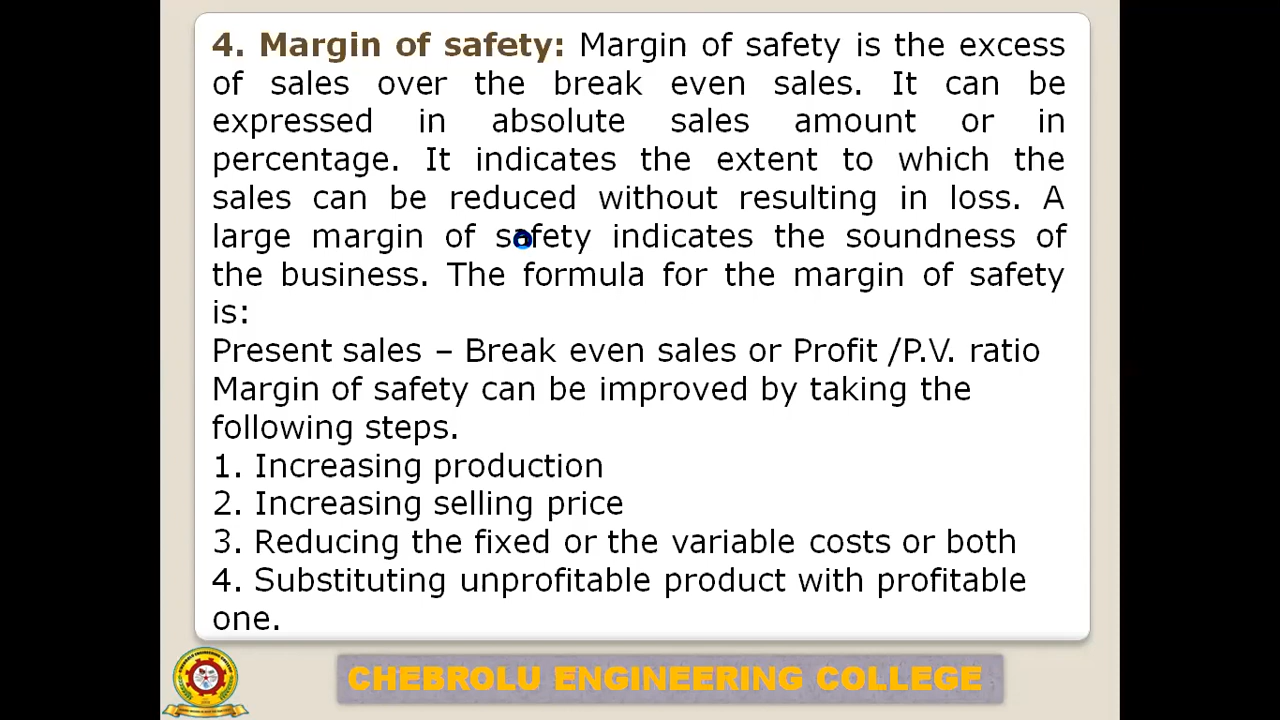 4. Margin of safety: Margin of safety is the excess
of sales over the break even sales. It can be
expressed in absolute sales amount or in
percentage. It indicates the extent to which the
sales can be reduced without resulting in loss. A
large margin of safety indicates the soundness of
the business. The formula for the margin of safety
is:
Present sales – Break even sales or Profit /P.V. ratio
Margin of safety can be improved by taking the
following steps.
1. Increasing production
2. Increasing selling price
3. Reducing the fixed or the variable costs or both
4. Substituting unprofitable product with profitable
one.
CHEBROLU ENGINEERING COLLEGE